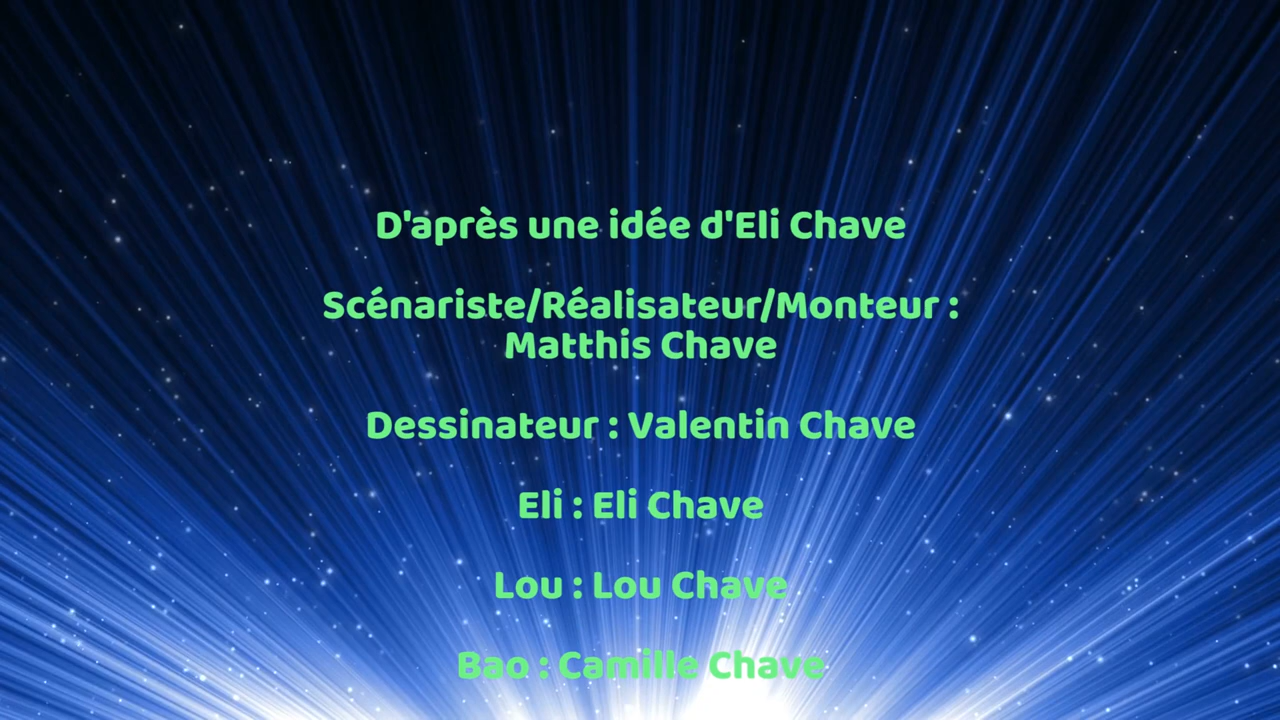 D'après une idée d'Eli Chave
Scénariste/Réalisateur/Monteur :
Matthis Chave
Dessinateur : Valentin Chave
Eli : Eli Chave
Lou : Lou Chave
Bao : Camille Chave